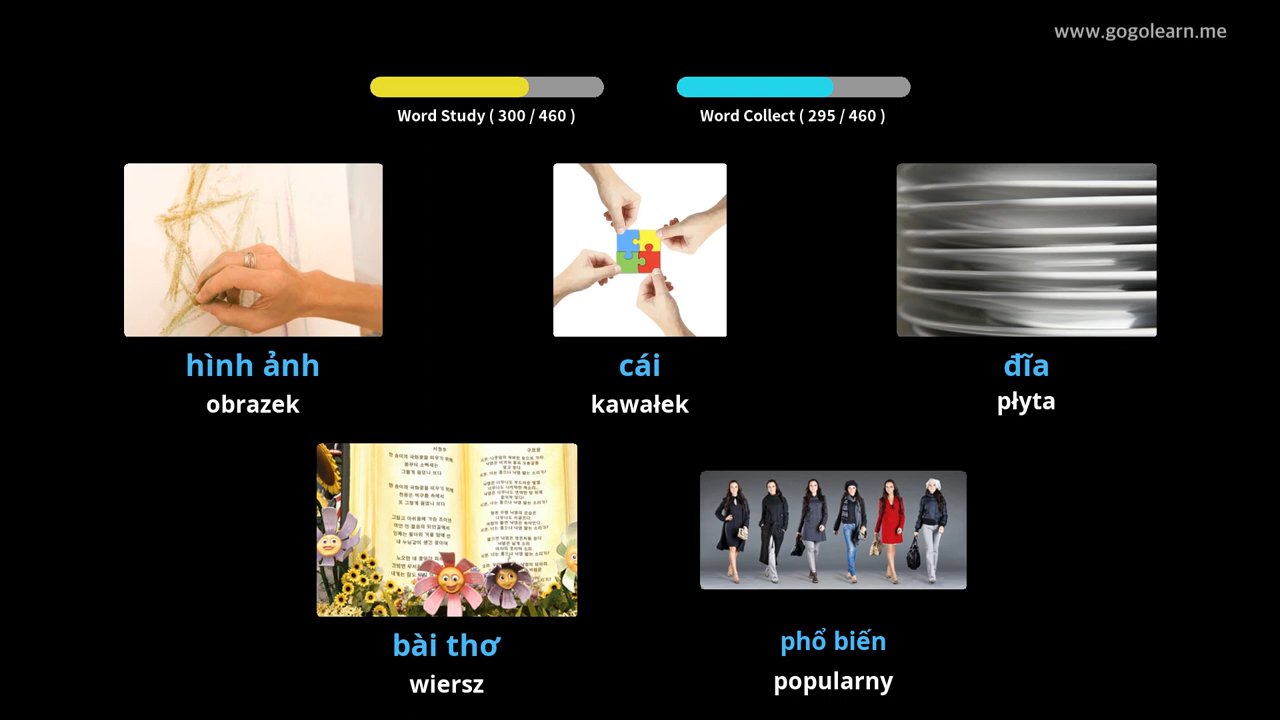 www.gogolearn.me
Word Study ( 300 / 460 )
Word Collect ( 295 / 460 )
hình ảnh
obrazek
cái
kawałek
đĩa
płyta
bài thơ
wiersz
phổ biến
popularny